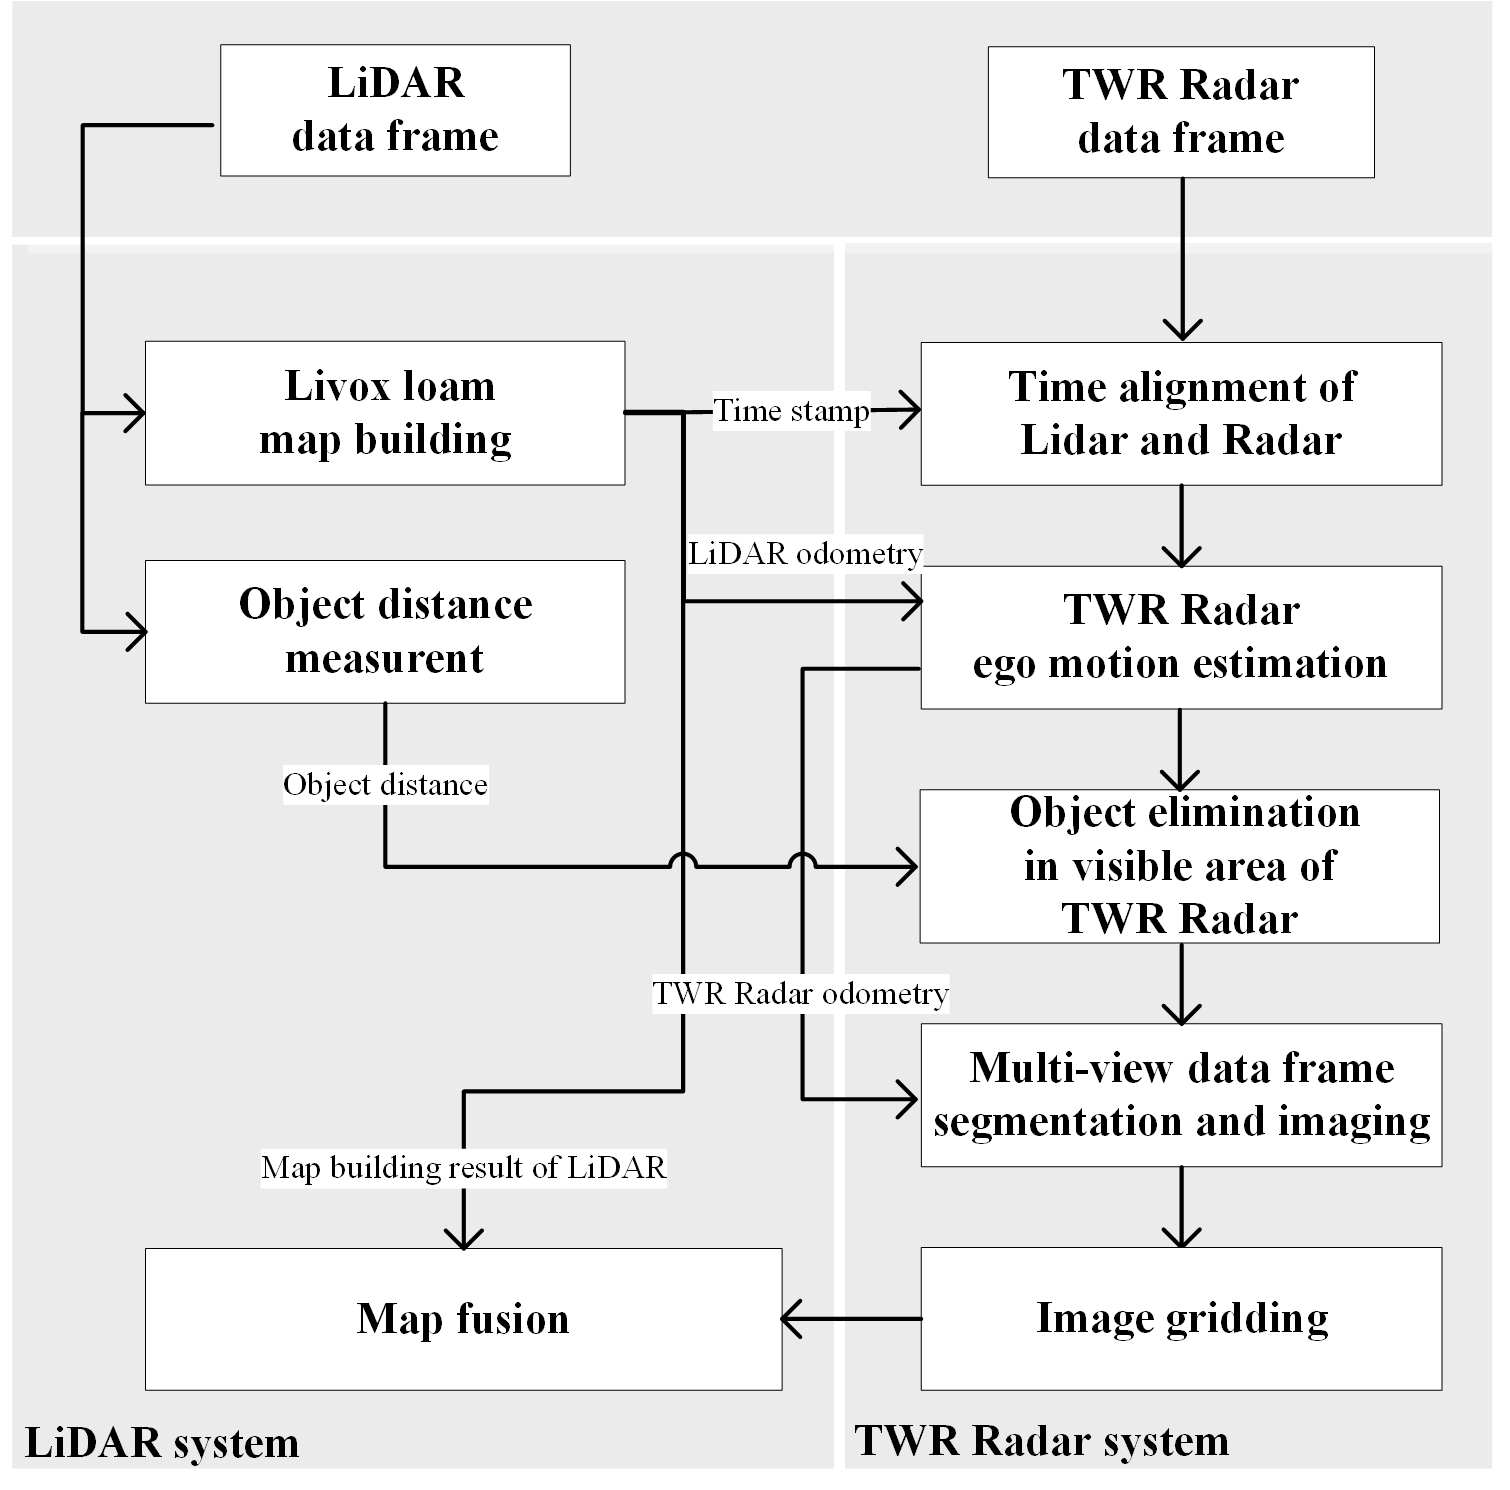 LiDAR
data frame
TWR Radar
data frame
Livox loam
map building
Time stamp
Time alignment of
Lidar and Radar
LiDAR odometry
Object distance
measurent
TWR Radar
ego motion estimation
Object distance
Object elimination
in visible area of
TWR Radar
TWR Radar odometry
Multi-view data frame
segmentation and imaging
Map building result of LiDAR
Map fusion
Image gridding
LiDAR system
TWR Radar system